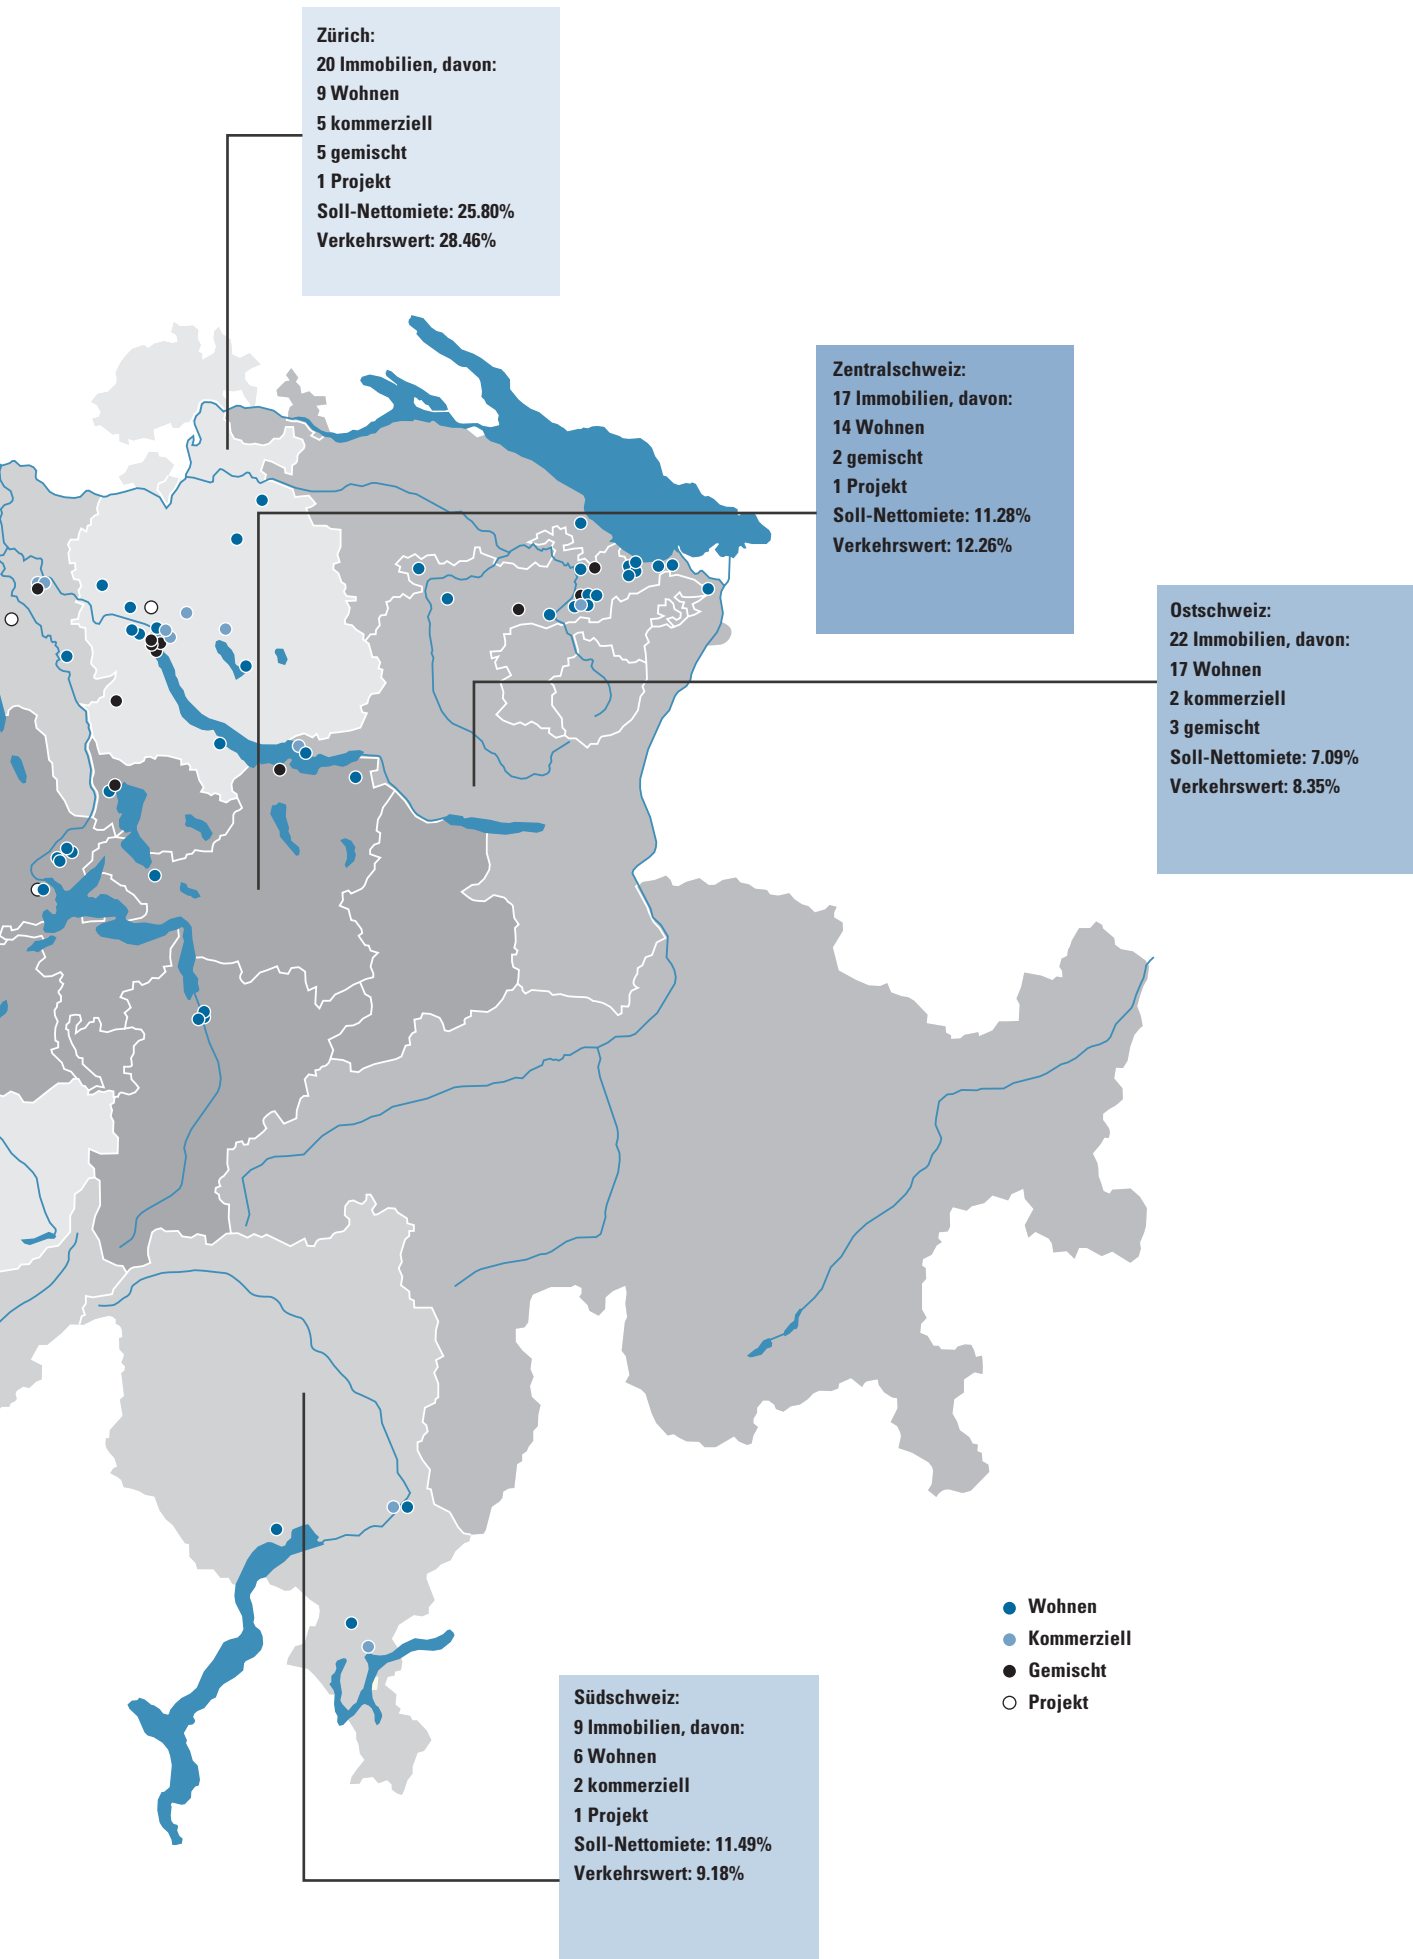 Zürich:
20 Immobilien, davon:
9 Wohnen
5 kommerziell
5 gemischt
1 Projekt
Soll-Nettomiete: 25.80%
Verkehrswert: 28.46%
Zentralschweiz:
17 Immobilien, davon:
14 Wohnen
2 gemischt
1 Projekt
Soll-Nettomiete: 11.28%
Verkehrswert: 12.26%
Ostschweiz:
22 Immobilien, davon:
17 Wohnen
2 kommerziell
3 gemischt
Soll-Nettomiete: 7.09%
Verkehrswert: 8.35%
Wohnen
Kommerziell
Gemischt
Projekt
Südschweiz:
9 Immobilien, davon:
6 Wohnen
2 kommerziell
1 Projekt
Soll-Nettomiete: 11.49%
Verkehrswert: 9.18%